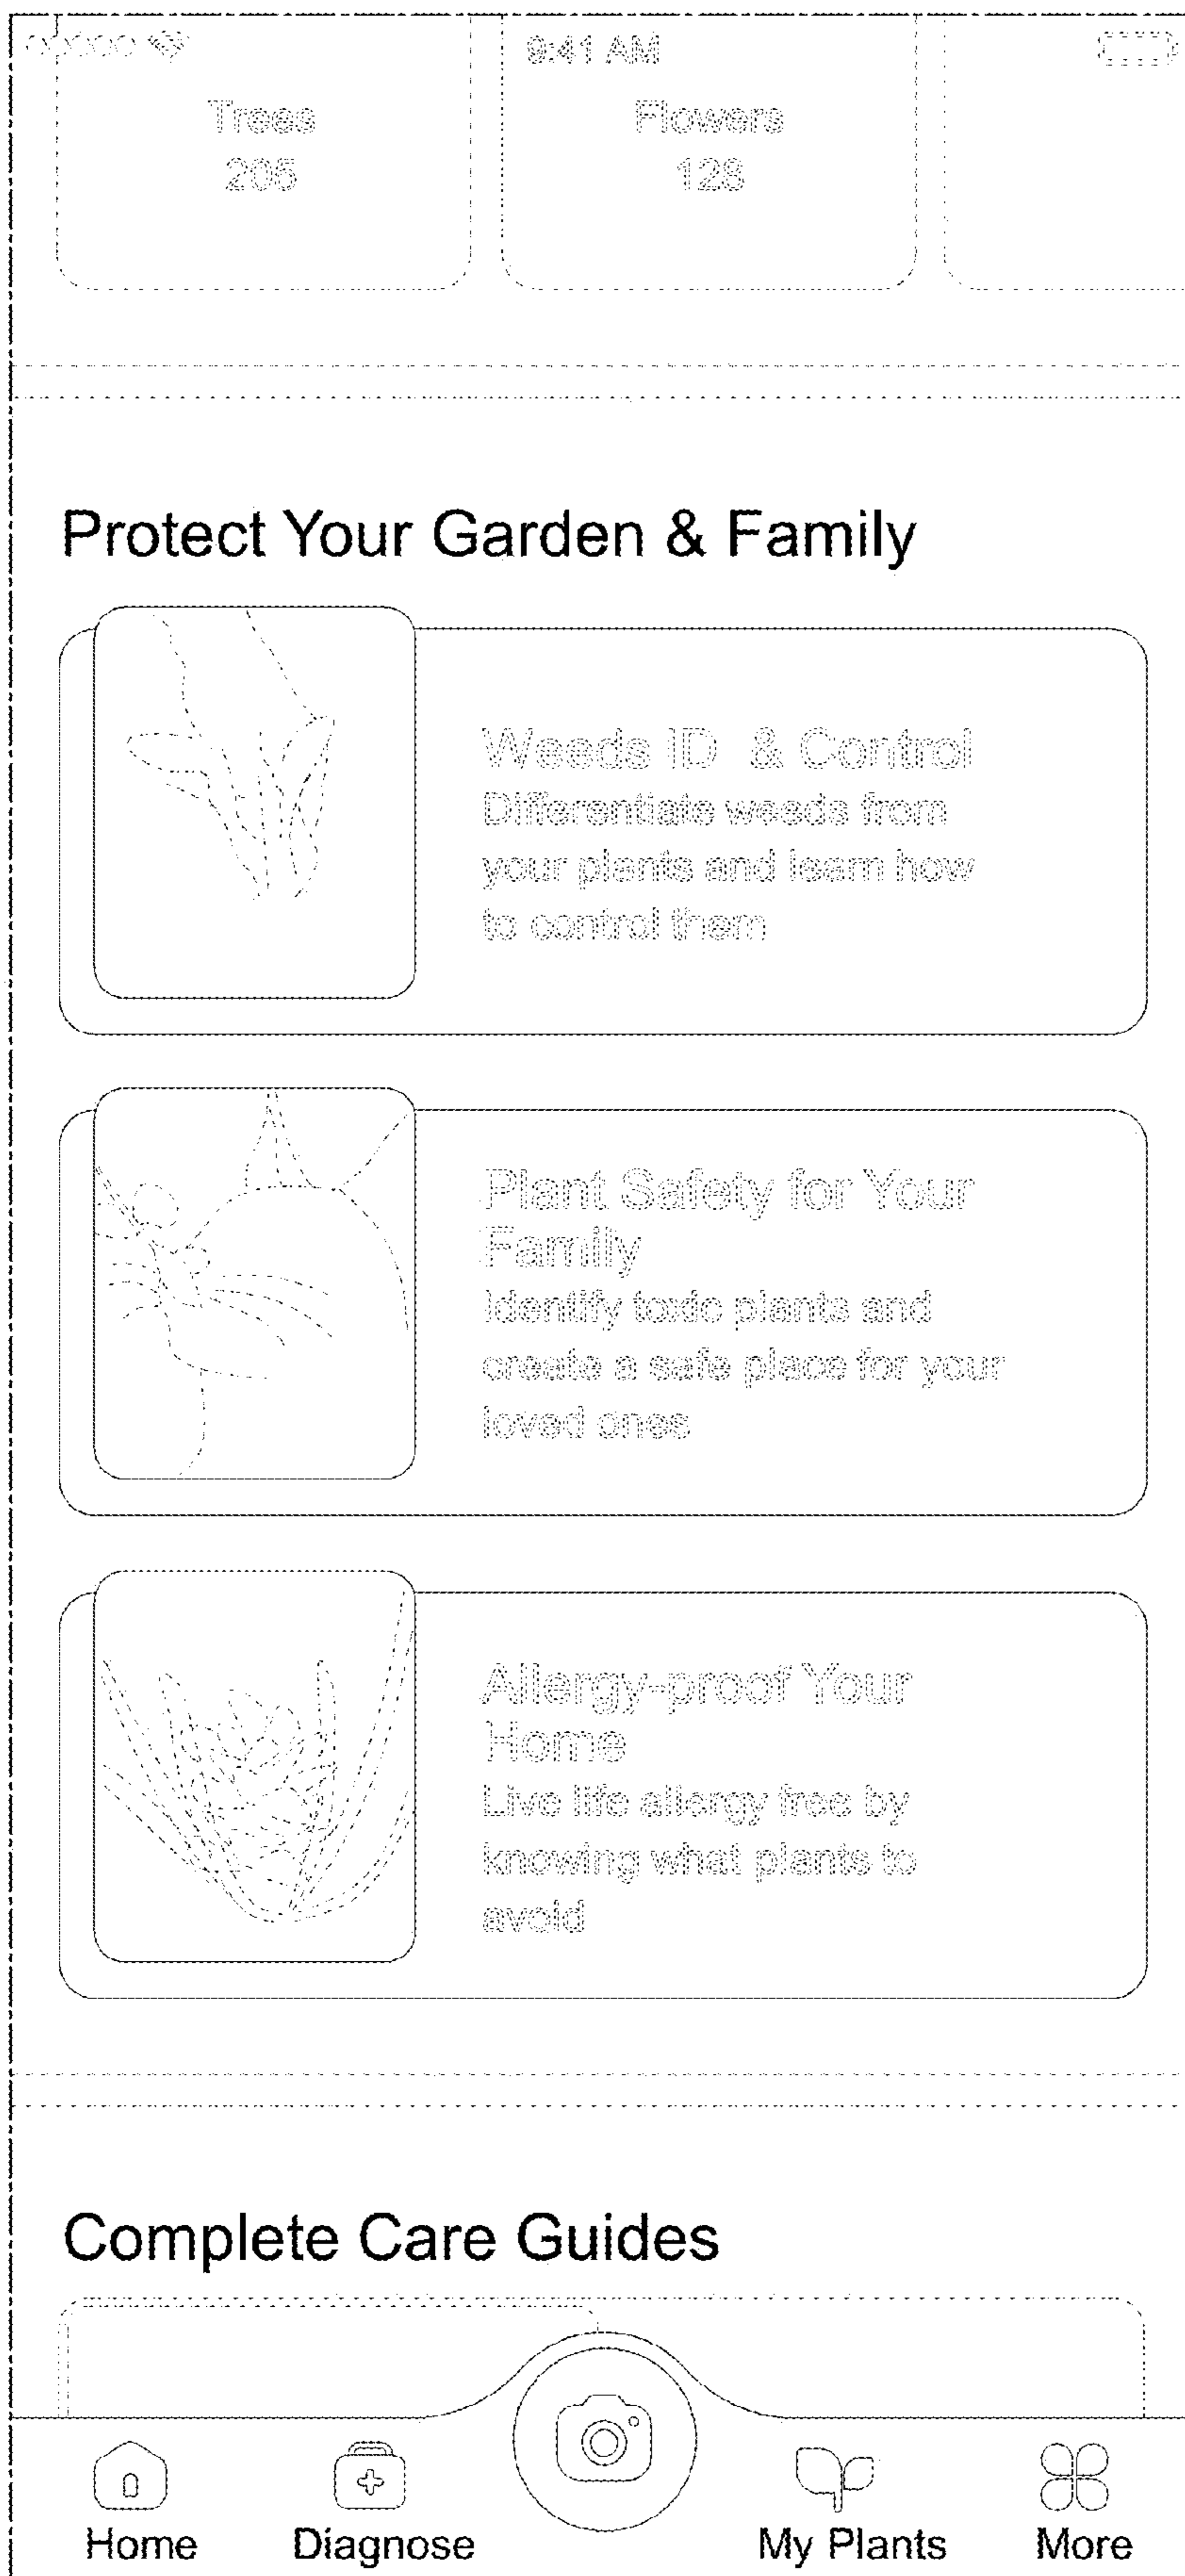 9:41 AM
Trees
205
Flowers
128
Protect Your Garden & Family
Weeds ID & Control
Differentiate weeds from
your plants and learn how
to control them
Plant Safety for Your
Family
Identify toxic plants and
create a safe place for your
loved ones
Allergy-proof Your
Home
Live life allergy free by
knowing what plants to
avoid
Complete Care Guides
Home
Diagnose
My Plants
More